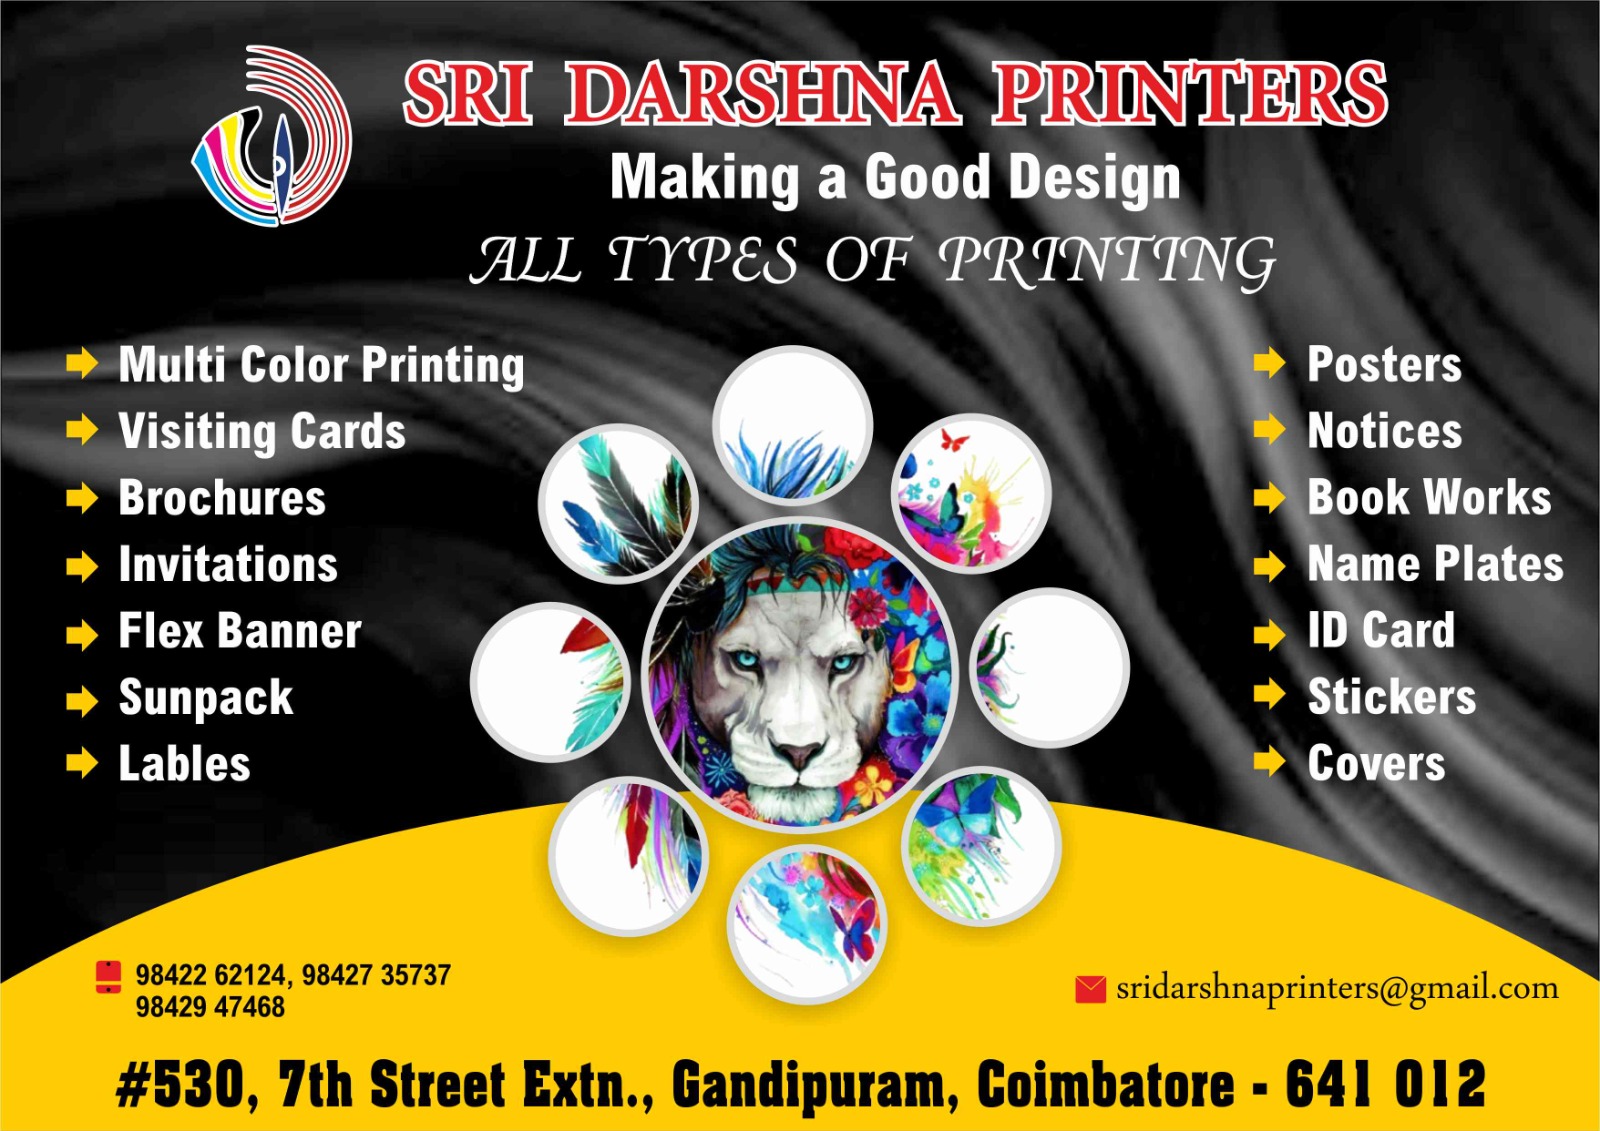 SRI DARSHNA PRINTERS
Making a Good Design
ALL TYPES OF PRINTING
Multi Color Printing
Visiting Cards
Brochures
Invitations
Flex Banner
Sunpack
Lables
Posters
Notices
Book Works
Name Plates
ID Card
Stickers
Covers
98422 62124, 98427 35737
98429 47468
sridarshnaprinters@gmail.com
#530, 7th Street Extn., Gandipuram, Coimbatore - 641 012